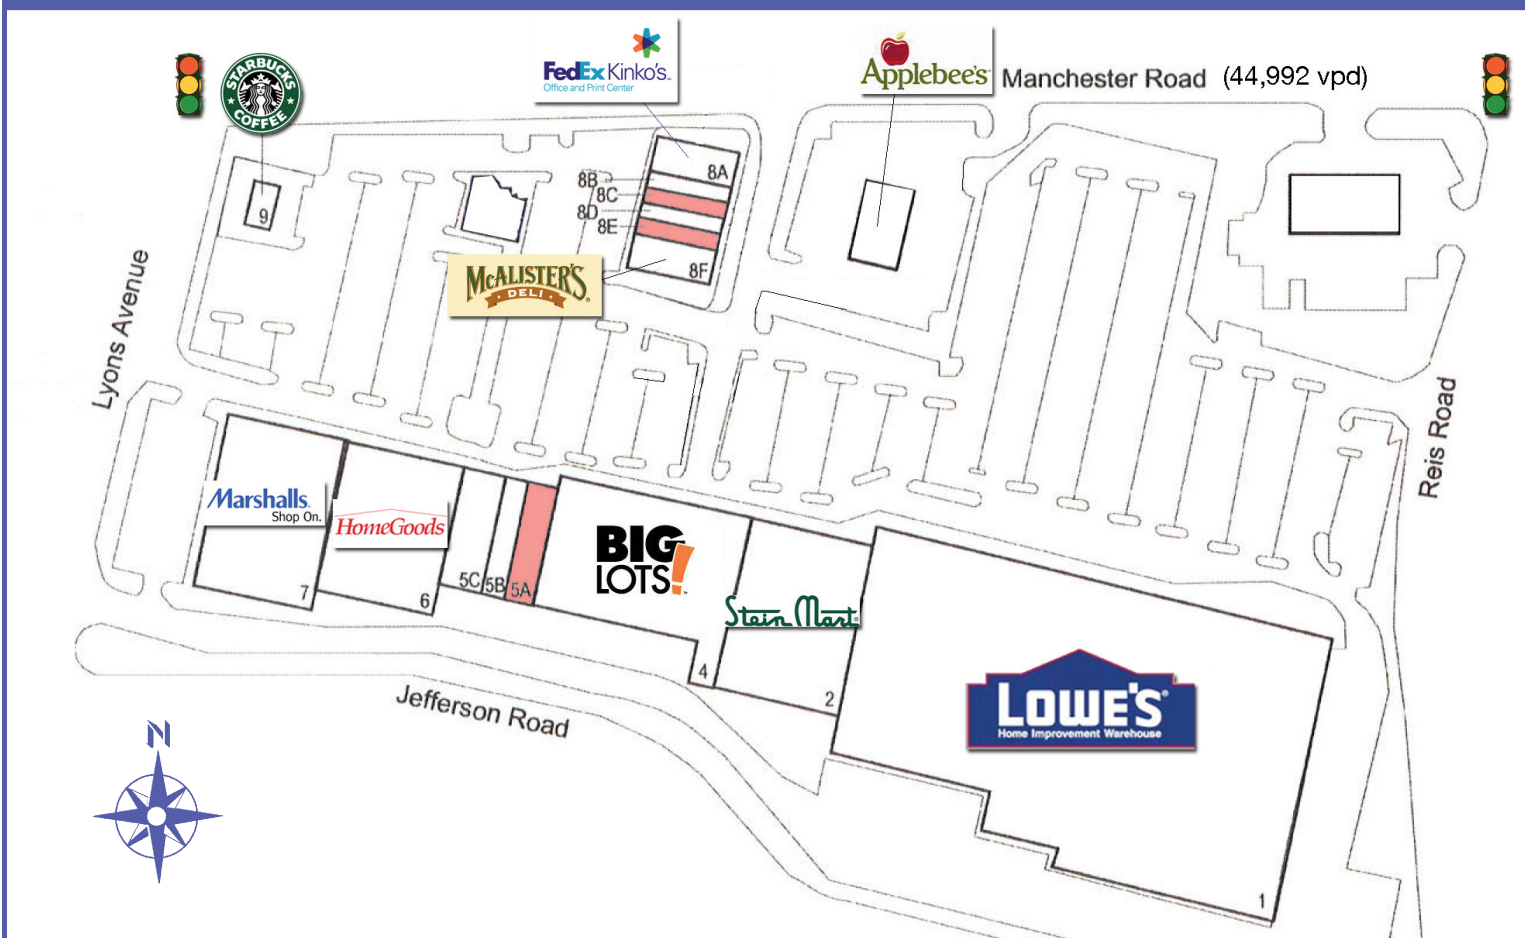 STARBUCKS
COFFEE
FedEx Kinko's
Office and Print Center
Applebee's
Manchester Road (44,992 vpd)
8A
8B
8C
8D
8E
8F
9
McALISTER'S
DELI
Lyons Avenue
Reis Road
Marshalls
Shop On.
7
HomeGoods
6
5C
5B
5A
BIG
LOTS!
4
Stein Mart
2
LOWE'S
Home Improvement Warehouse
1
Jefferson Road
N